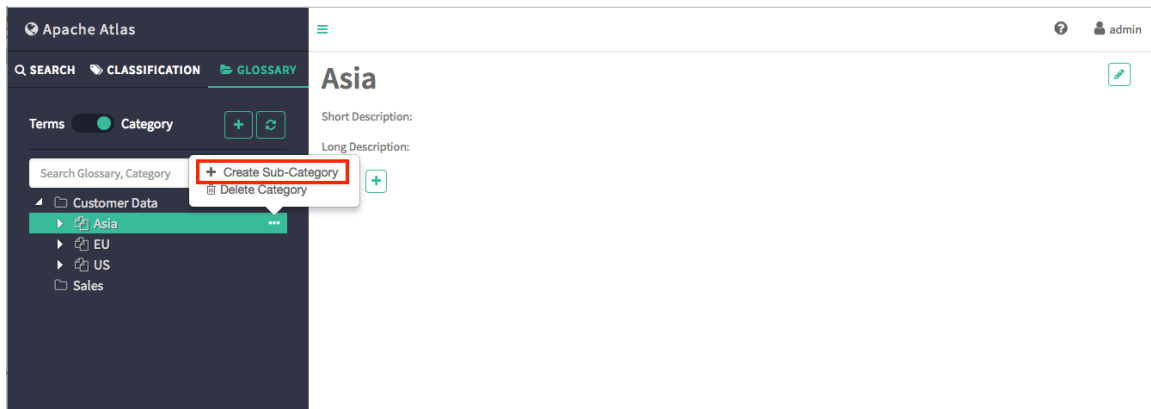 Apache Atlas
admin
SEARCH CLASSIFICATION GLOSSARY
Asia
Short Description:
Terms Category
Long Description:
Search Glossary, Category
Create Sub-Category
Delete Category
Customer Data
Asia
EU
US
Sales